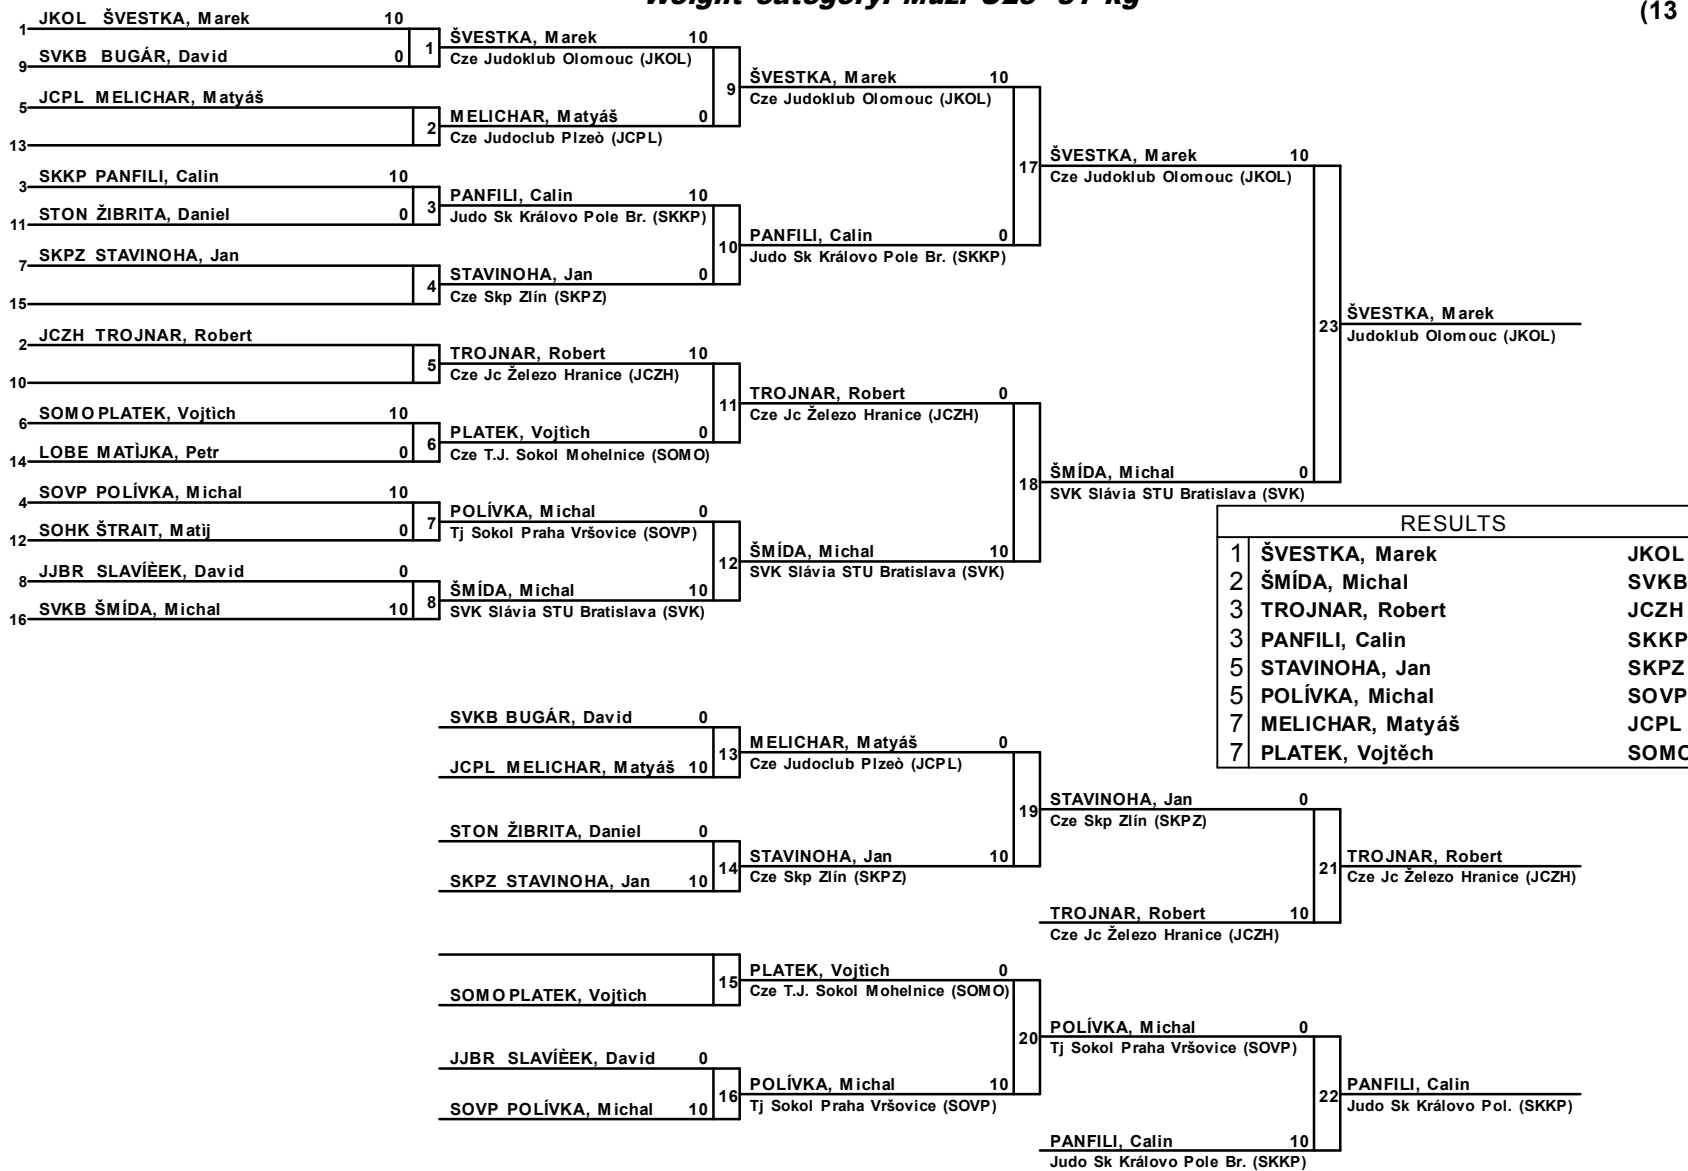 Weight category: Muži U23 -81 kg
(13
1 JKOL ŠVESTKA, Marek 10
9 SVKB BUGÁR, David 0
1
5 JCPL MELICHAR, Matyáš
13
2
3 SKKP PANFILI, Calin 10
11 STON ŽIBRITA, Daniel 0
3
7 SKPZ STAVINOHA, Jan
15
4
2 JCZH TROJNAR, Robert
10
5
6 SOMO PLATEK, Vojtìch 10
14 LOBE MATÌJKA, Petr 0
6
4 SOVP POLÍVKA, Michal 10
12 SOHK ŠTRAIT, Matìj 0
7
8 JJBR SLAVÍÈEK, David 0
16 SVKB ŠMÍDA, Michal 10
8
ŠVESTKA, Marek 10
Cze Judoklub Olomouc (JKOL)
9
MELICHAR, Matyáš 0
Cze Judoclub Plzeò (JCPL)
PANFILI, Calin 10
Judo Sk Královo Pole Br. (SKKP)
10
STAVINOHA, Jan 0
Cze Skp Zlín (SKPZ)
TROJNAR, Robert 10
Cze Jc Železo Hranice (JCZH)
11
PLATEK, Vojtìch 0
Cze T.J. Sokol Mohelnice (SOMO)
POLÍVKA, Michal 0
Tj Sokol Praha Vršovice (SOVP)
12
ŠMÍDA, Michal 10
SVK Slávia STU Bratislava (SVK)
ŠVESTKA, Marek 10
Cze Judoklub Olomouc (JKOL)
17
PANFILI, Calin 0
Judo Sk Královo Pole Br. (SKKP)
TROJNAR, Robert 0
Cze Jc Železo Hranice (JCZH)
18
ŠMÍDA, Michal 10
SVK Slávia STU Bratislava (SVK)
ŠVESTKA, Marek 10
Cze Judoklub Olomouc (JKOL)
23
ŠMÍDA, Michal 0
SVK Slávia STU Bratislava (SVK)
ŠVESTKA, Marek
Judoklub Olomouc (JKOL)
RESULTS
1 ŠVESTKA, Marek JKOL
2 ŠMÍDA, Michal SVKB
3 TROJNAR, Robert JCZH
3 PANFILI, Calin SKKP
5 STAVINOHA, Jan SKPZ
5 POLÍVKA, Michal SOVP
7 MELICHAR, Matyáš JCPL
7 PLATEK, Vojtěch SOMO
SVKB BUGÁR, David 0
13
JCPL MELICHAR, Matyáš 10
STON ŽIBRITA, Daniel 0
14
SKPZ STAVINOHA, Jan 10
15
SOMO PLATEK, Vojtìch
JJBR SLAVÍÈEK, David 0
16
SOVP POLÍVKA, Michal 10
MELICHAR, Matyáš 0
Cze Judoclub Plzeò (JCPL)
19
STAVINOHA, Jan 10
Cze Skp Zlín (SKPZ)
PLATEK, Vojtìch 0
Cze T.J. Sokol Mohelnice (SOMO)
20
POLÍVKA, Michal 10
Tj Sokol Praha Vršovice (SOVP)
STAVINOHA, Jan 0
Cze Skp Zlín (SKPZ)
21
TROJNAR, Robert 10
Cze Jc Železo Hranice (JCZH)
POLÍVKA, Michal 0
Tj Sokol Praha Vršovice (SOVP)
22
PANFILI, Calin 10
Judo Sk Královo Pole Br. (SKKP)
TROJNAR, Robert
Cze Jc Železo Hranice (JCZH)
PANFILI, Calin
Judo Sk Královo Pol. (SKKP)